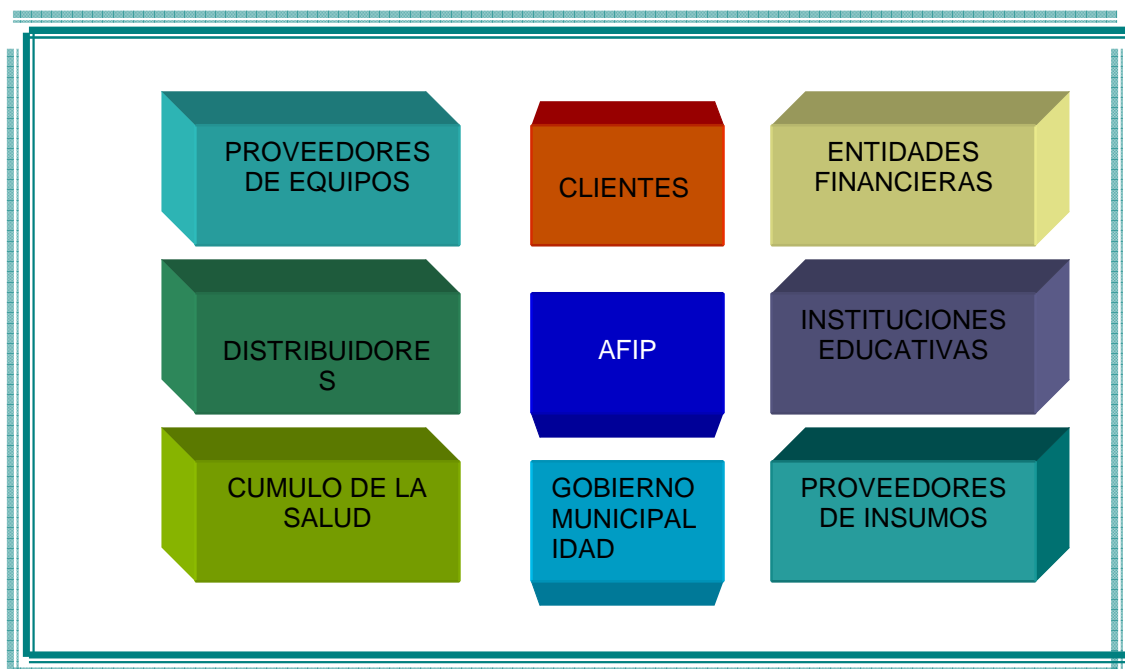 PROVEEDORES
DE EQUIPOS
CLIENTES
ENTIDADES
FINANCIERAS
DISTRIBUIDORE
S
AFIP
INSTITUCIONES
EDUCATIVAS
CUMULO DE LA
SALUD
GOBIERNO
MUNICIPAL
IDAD
PROVEEDORES
DE INSUMOS